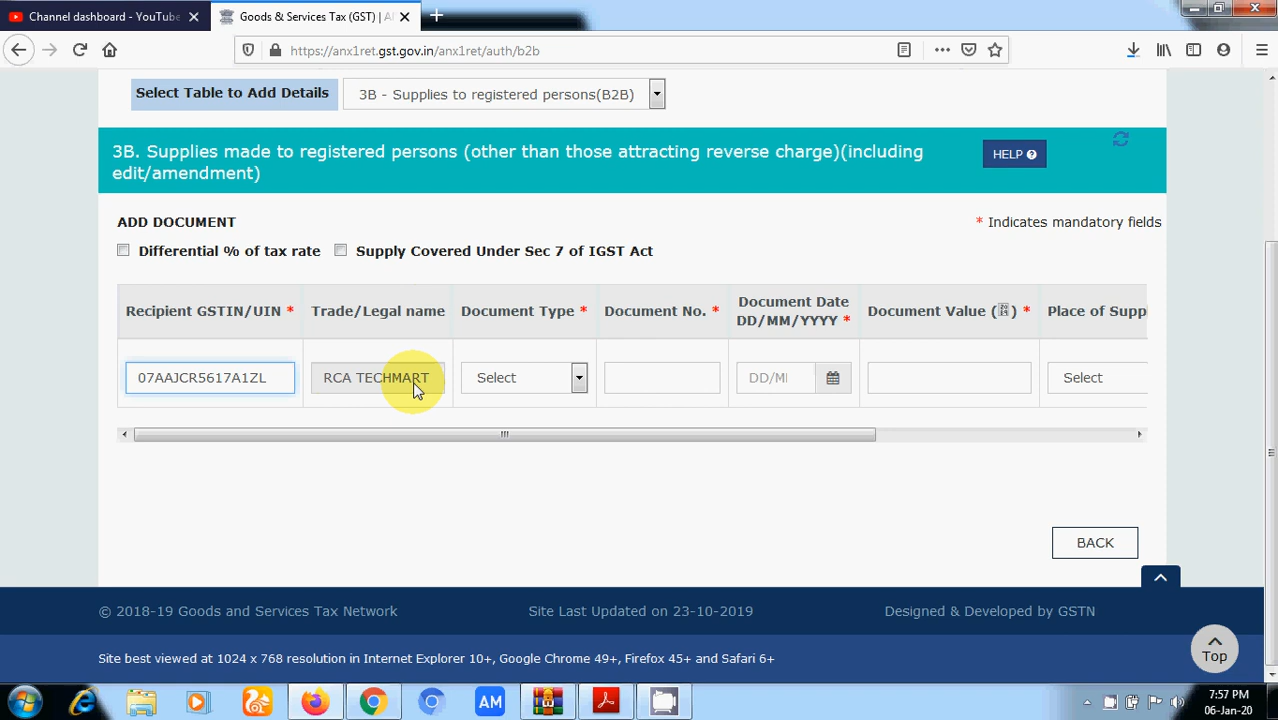 Channel dashboard - YouTube
Goods & Services Tax (GST) | A
https://anx1ret.gst.gov.in/anx1ret/auth/b2b
Select Table to Add Details
3B - Supplies to registered persons(B2B)
3B. Supplies made to registered persons (other than those attracting reverse charge)(including
edit/amendment)
HELP
ADD DOCUMENT
* Indicates mandatory fields
Differential % of tax rate
Supply Covered Under Sec 7 of IGST Act
Recipient GSTIN/UIN *
Trade/Legal name
Document Type *
Document No. *
Document Date
DD/MM/YYYY *
Document Value () *
Place of Supp
07AAJCR5617A1ZL
RCA TECHMART
Select
DD/MM
Select
BACK
© 2018-19 Goods and Services Tax Network
Site Last Updated on 23-10-2019
Designed & Developed by GSTN
Site best viewed at 1024 x 768 resolution in Internet Explorer 10+, Google Chrome 49+, Firefox 45+ and Safari 6+
Top
AM
7:57 PM
06-Jan-20